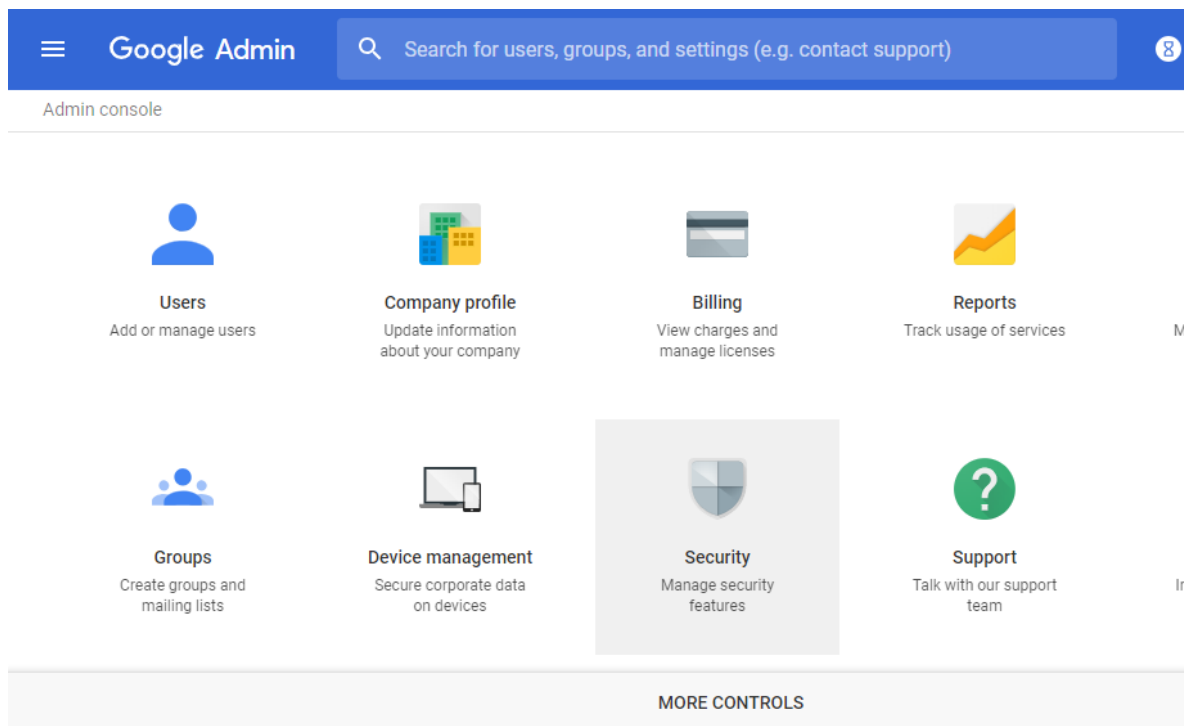 Google Admin
Search for users, groups, and settings (e.g. contact support)
8
Admin console
Users
Add or manage users
Company profile
Update information
about your company
Billing
View charges and
manage licenses
Reports
Track usage of services
M
Groups
Create groups and
mailing lists
Device management
Secure corporate data
on devices
Security
Manage security
features
Support
Talk with our support
team
In
MORE CONTROLS